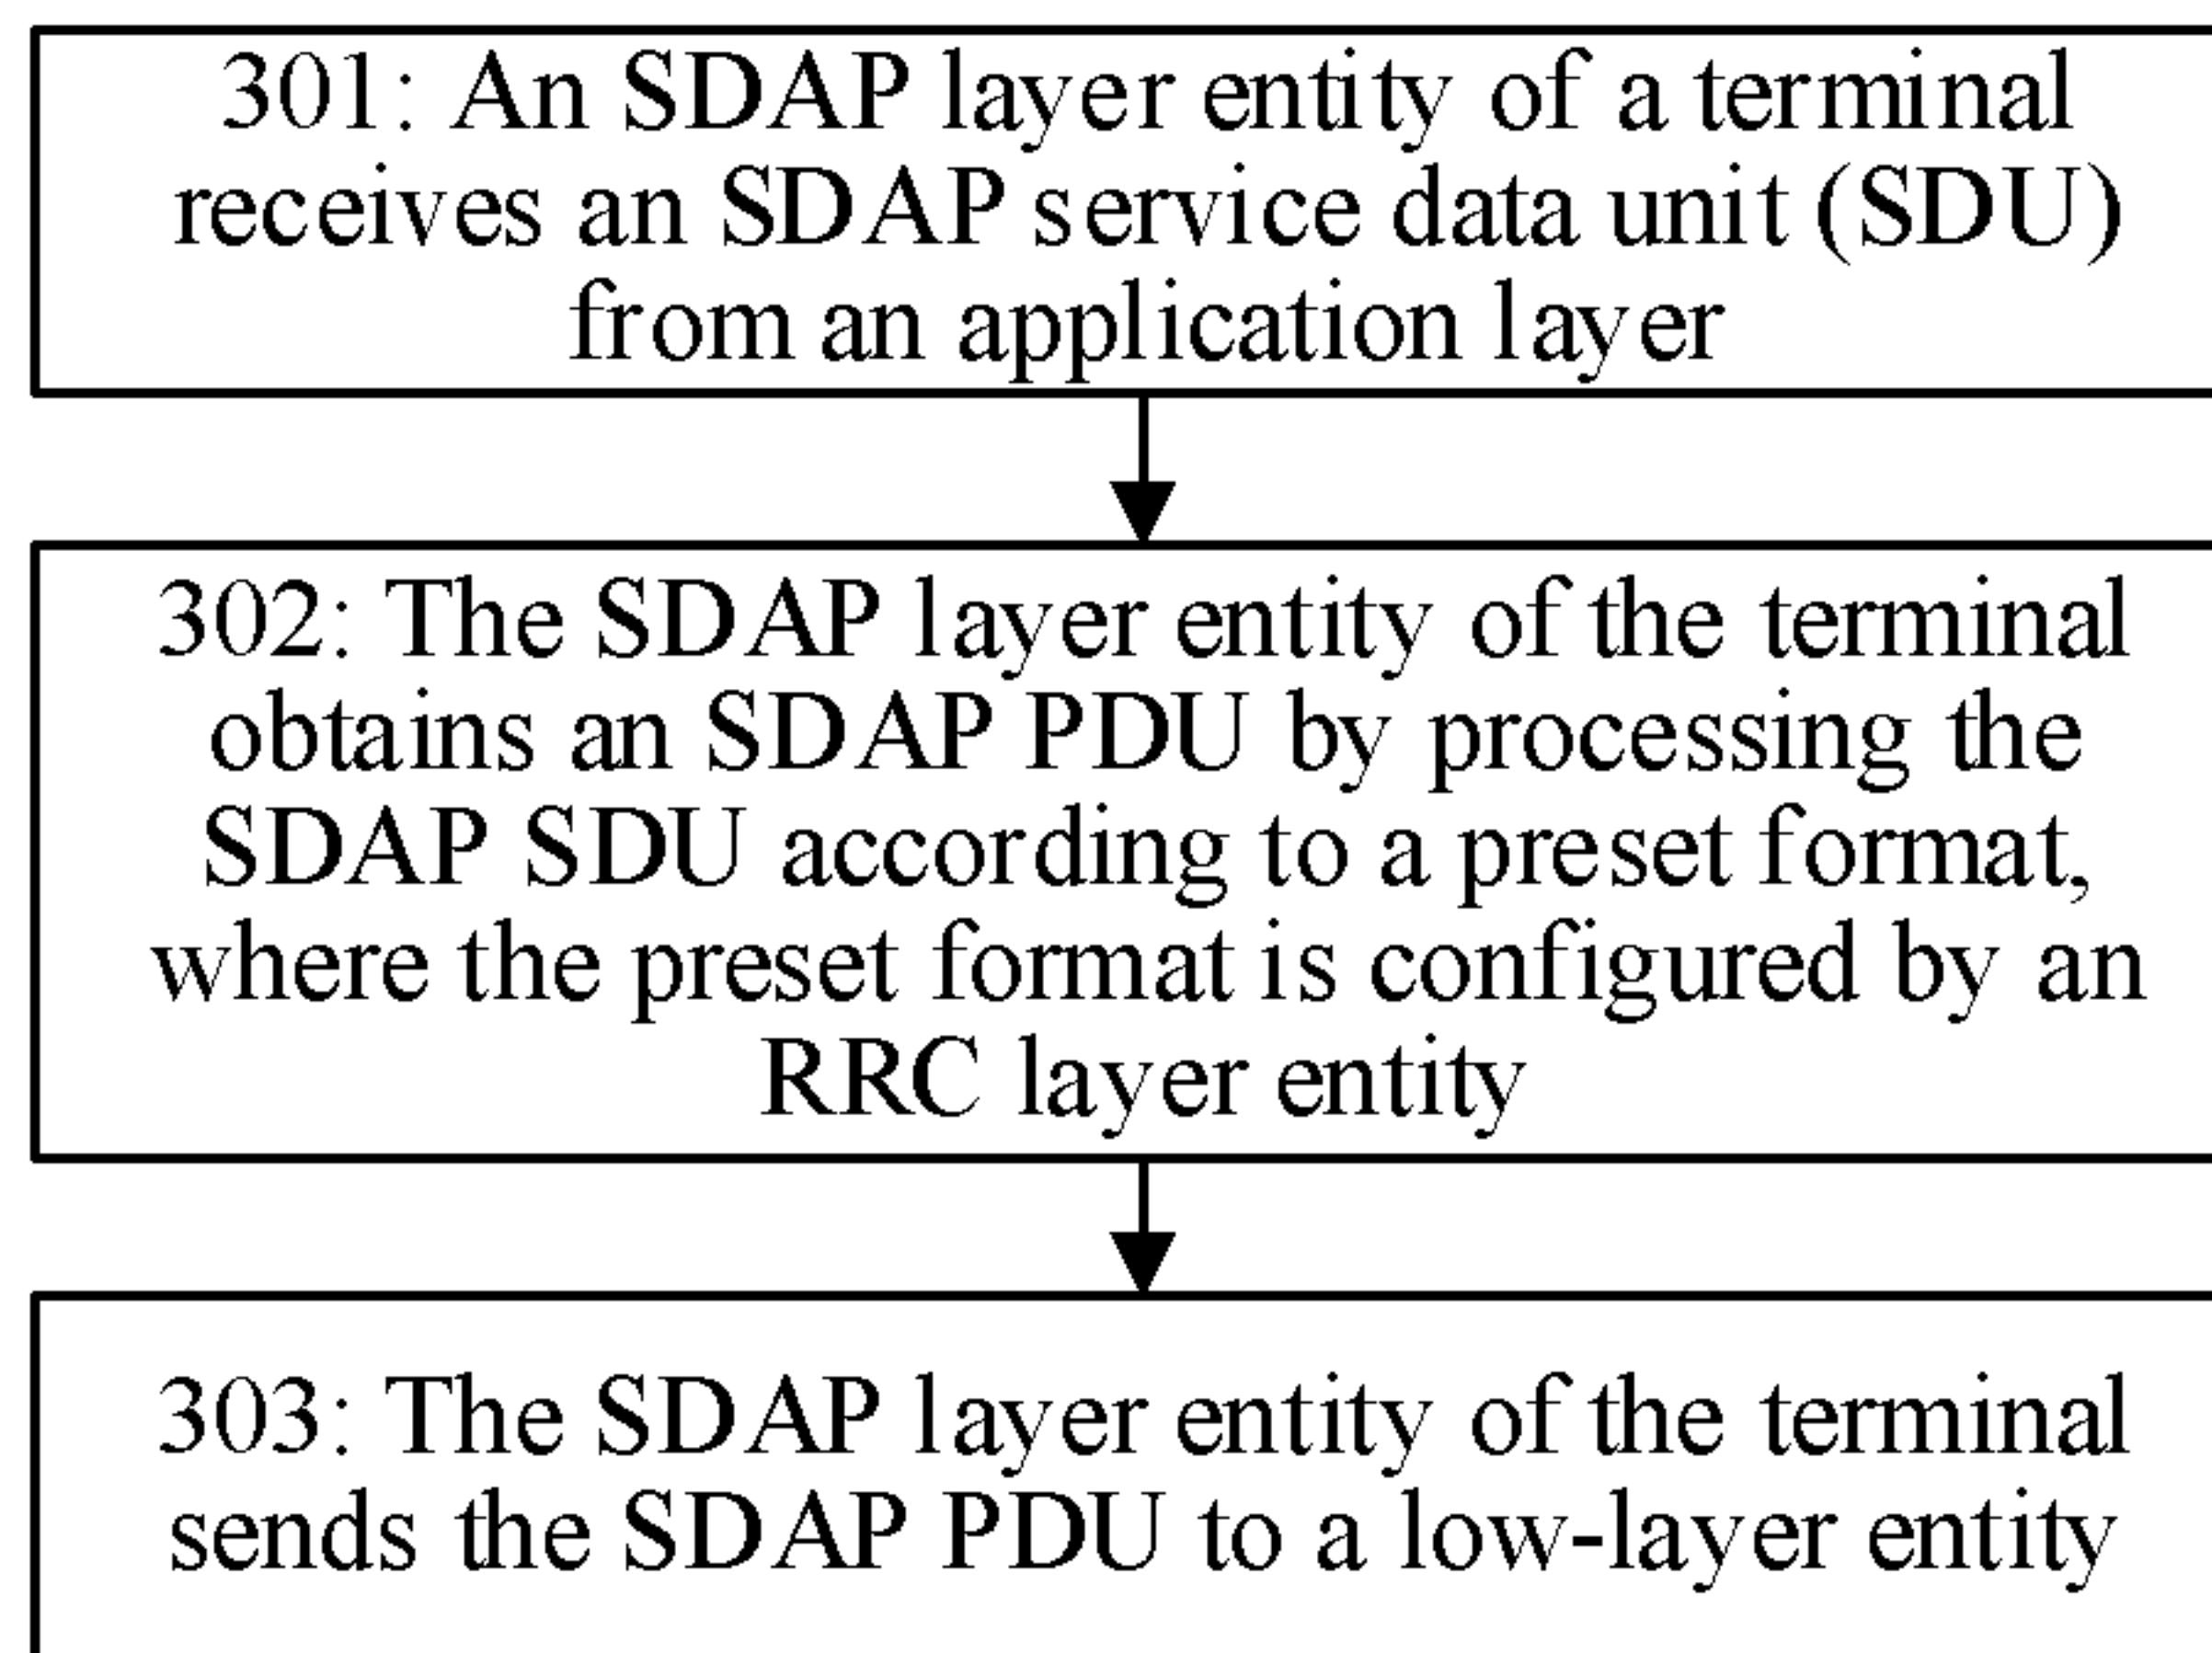 301: An SDAP layer entity of a terminal
receives an SDAP service data unit (SDU)
from an application layer
302: The SDAP layer entity of the terminal
obtains an SDAP PDU by processing the
SDAP SDU according to a preset format,
where the preset format is configured by an
RRC layer entity
303: The SDAP layer entity of the terminal
sends the SDAP PDU to a low-layer entity